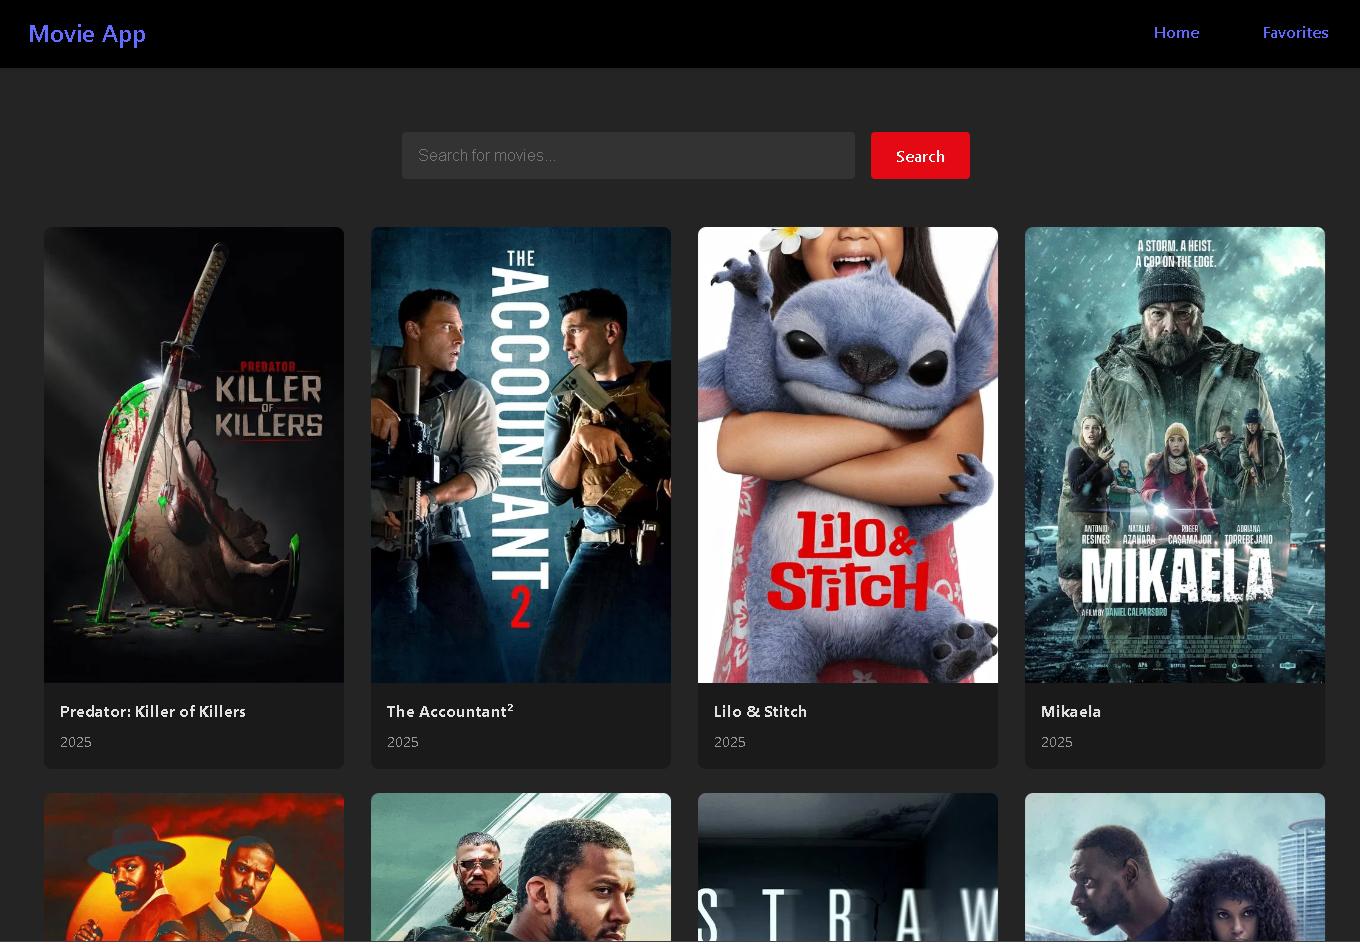 Movie App
Home
Favorites
Search for movies...
Search
PREDATOR
KILLER
OF
KILLERS
THE
ACCOUNTANT
2
Lilo &
Stitch
A STORM. A HEIST.
A COP ON THE EDGE.
ANTONIO RESINES
NATALIA AZAHARA
ROGER CASAMAJOR
ADRIANA TORREBEJANO
MIKAELA
A FILM BY DANIEL CALPARSORO
Predator: Killer of Killers
2025
The Accountant²
2025
Lilo & Stitch
2025
Mikaela
2025
STRAW